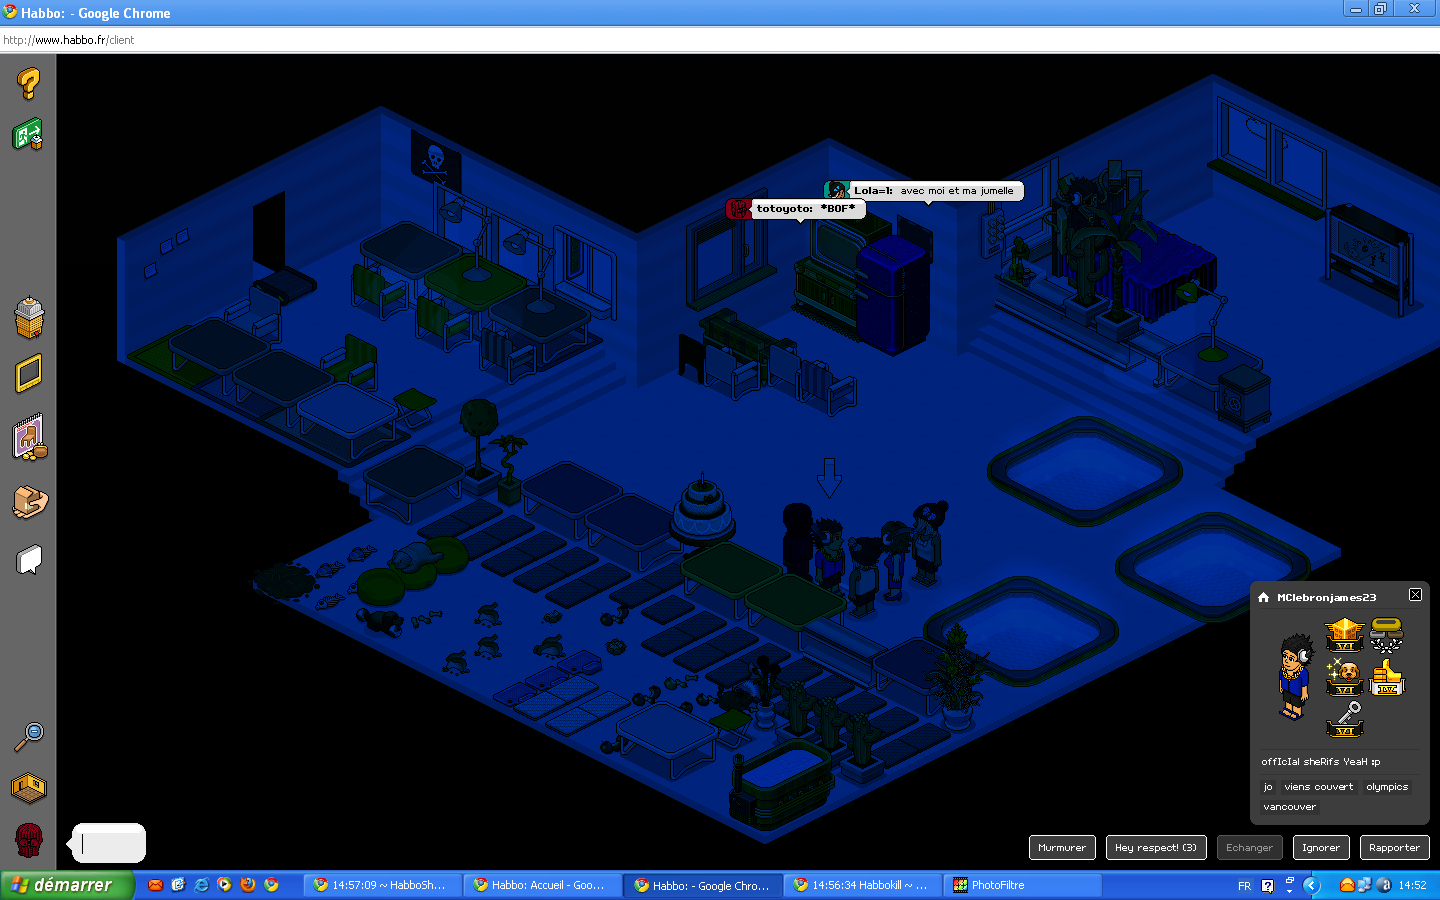 Habbo: - Google Chrome
http://www.habbo.fr/client
Lola=1: avec moi et ma jumelle
totoyoto: *BOF*
MClebronjames23
offIcIal sheRifs YeaH :p
jo viens couvert olympics
vancouver
Murmurer Hey respect! (3) Echanger Ignorer Rapporter
démarrer 14:57:09 ~ HabboSh... Habbo: Accueil - Goo... Habbo: - Google Chro... 14:56:34 Habbokill ~ ... PhotoFiltre FR 14:52